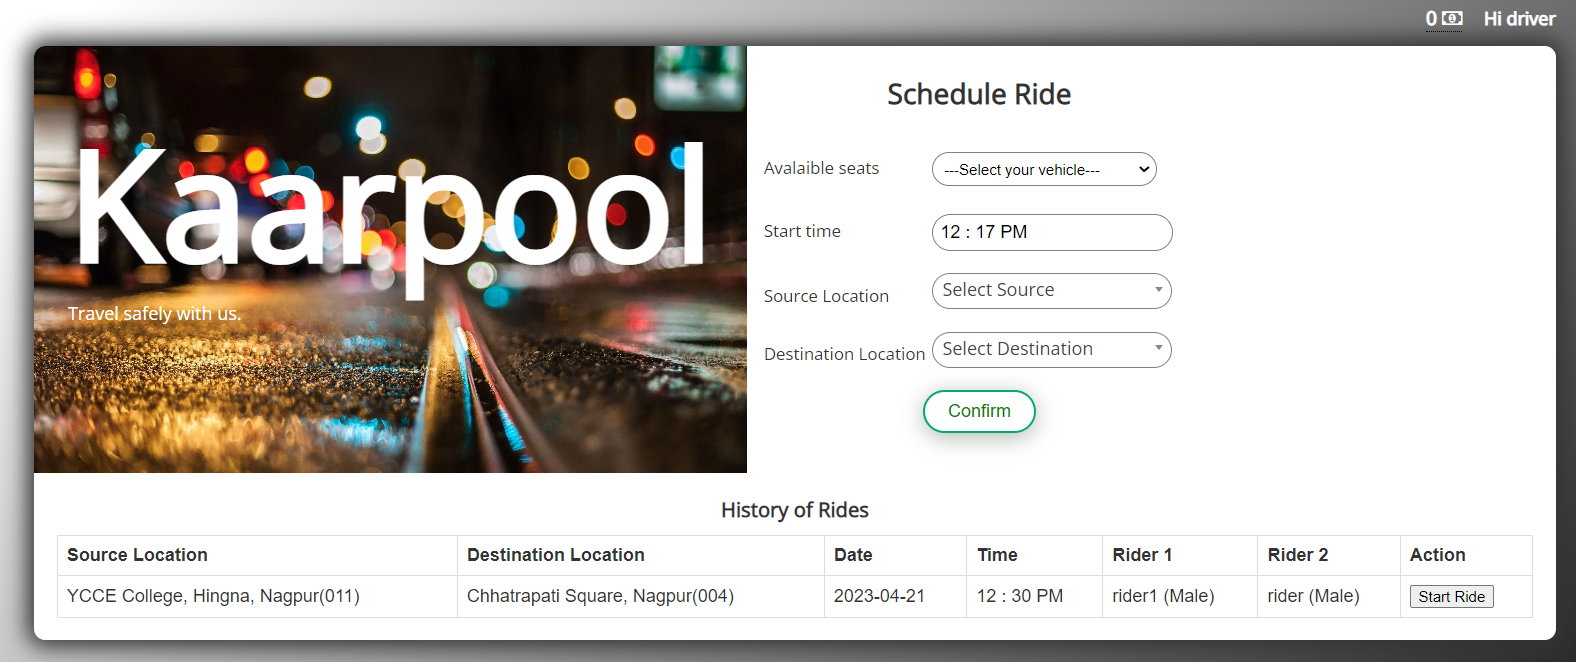 0 Hi driver
Kaarpool
Travel safely with us.
Schedule Ride
Avalaible seats ---Select your vehicle---
Start time 12 : 17 PM
Source Location Select Source
Destination Location Select Destination
Confirm
History of Rides
Source Location Destination Location Date Time Rider 1 Rider 2 Action
YCCE College, Hingna, Nagpur(011) Chhatrapati Square, Nagpur(004) 2023-04-21 12 : 30 PM rider1 (Male) rider (Male) Start Ride